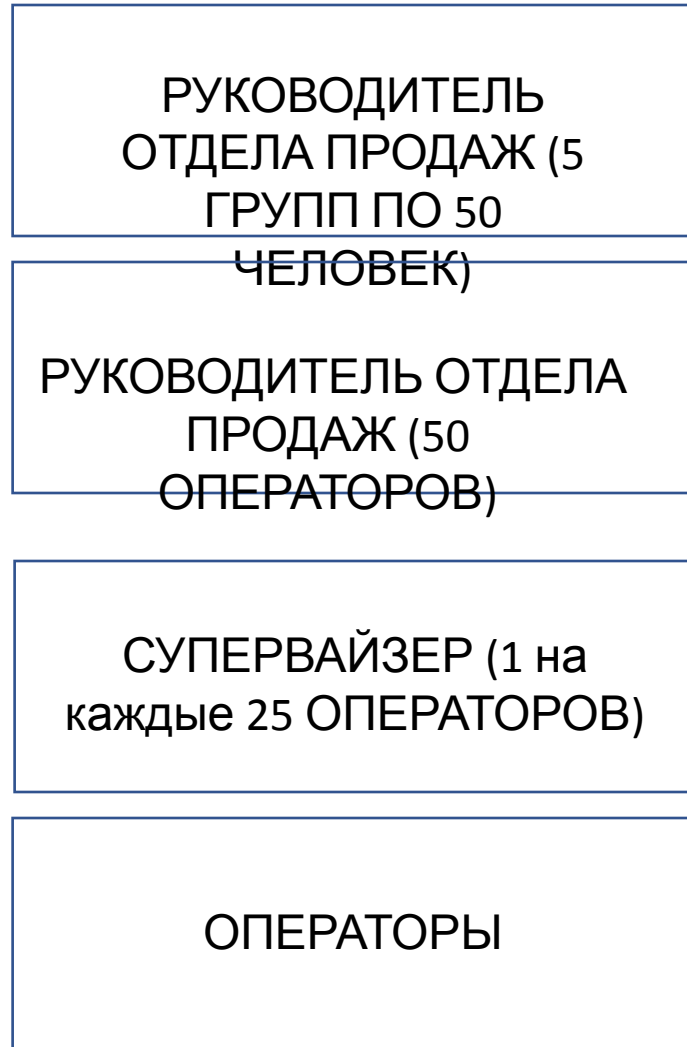 РУКОВОДИТЕЛЬ
ОТДЕЛА ПРОДАЖ (5
ГРУПП ПО 50
ЧЕЛОВЕК)
РУКОВОДИТЕЛЬ ОТДЕЛА
ПРОДАЖ (50
ОПЕРАТОРОВ)
СУПЕРВАЙЗЕР (1 на
каждые 25 ОПЕРАТОРОВ)
ОПЕРАТОРЫ